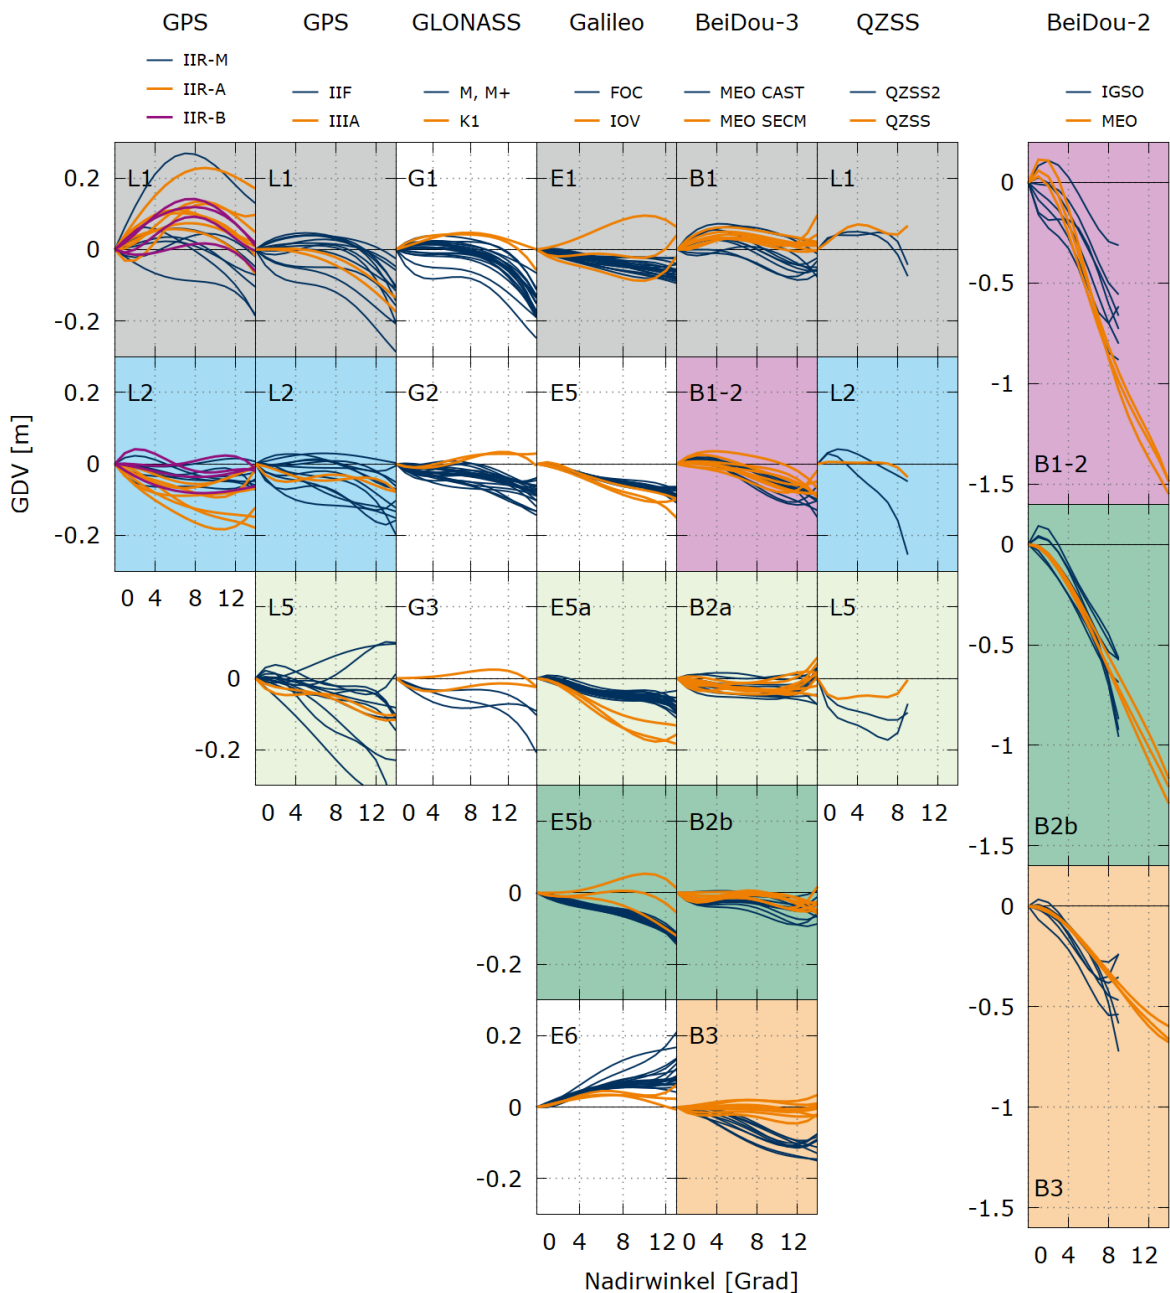 GPS GPS GLONASS Galileo BeiDou-3 QZSS BeiDou-2
IIR-M
IIR-A IIF M, M+ FOC MEO CAST QZSS2 IGSO
IIR-B IIIA K1 IOV MEO SECM QZSS MEO
0.2 L1 L1 G1 E1 B1 L1 0
0
-0.5
-0.2
-1
0.2 L2 L2 G2 E5 B1-2 L2
0 B1-2
-1.5
-0.2
0
0 4 8 12 L5 G3 E5a B2a L5
-0.5
0
-1
-0.2
0 4 8 12 0 4 8 12 E5b B2b 0 4 8 12 B2b
-1.5
0
0
-0.2
-0.5
0.2 E6 B3
0
-1
-0.2 B3
-1.5
0 4 8 12 0 4 8 12 0 4 8 12
Nadirwinkel [Grad]
GDV [m]